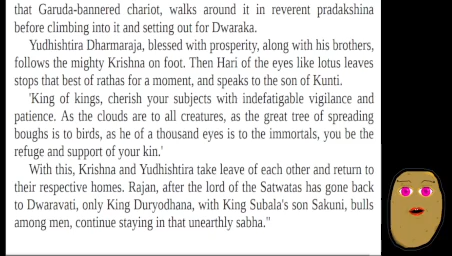 that Garuda-bannered chariot, walks around it in reverent pradakshina
before climbing into it and setting out for Dwaraka.
Yudhishtira Dharmaraja, blessed with prosperity, along with his brothers,
follows the mighty Krishna on foot. Then Hari of the eyes like lotus leaves
stops that best of rathas for a moment, and speaks to the son of Kunti.
'King of kings, cherish your subjects with indefatigable vigilance and
patience. As the clouds are to all creatures, as the great tree of spreading
boughs is to birds, as he of a thousand eyes is to the immortals, you be the
refuge and support of your kin.'
With this, Krishna and Yudhishtira take leave of each other and return to
their respective homes. Rajan, after the lord of the Satwatas has gone back
to Dwaravati, only King Duryodhana, with King Subala's son Sakuni, bulls
among men, continue staying in that unearthly sabha."